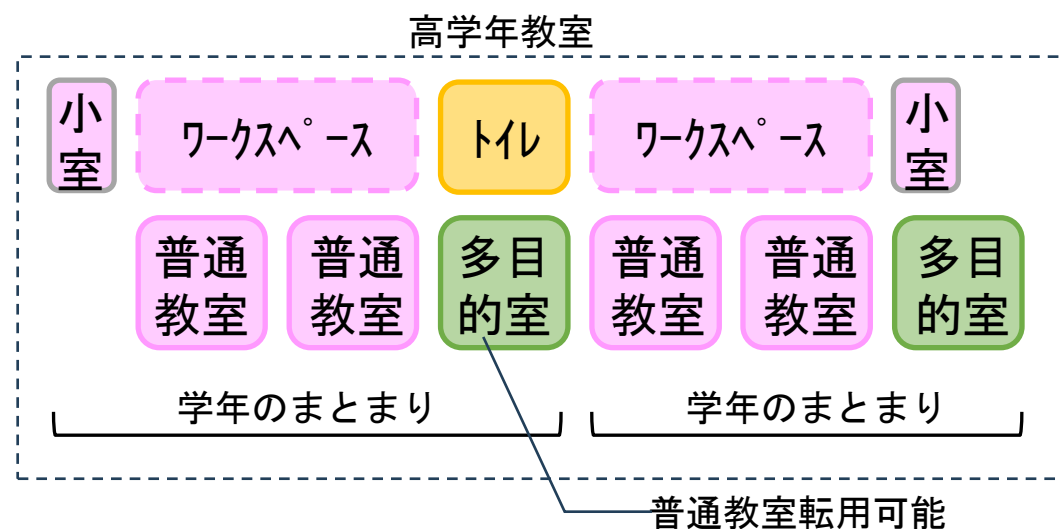 高学年教室
小室
ワークスペース
トイレ
ワークスペース
小室
普通
教室
普通
教室
多目
的室
普通
教室
普通
教室
多目
的室
学年のまとまり
学年のまとまり
普通教室転用可能